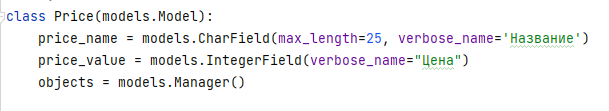 class Price(models.Model):
    price_name = models.CharField(max_length=25, verbose_name='Название')
    price_value = models.IntegerField(verbose_name="Цена")
    objects = models.Manager()